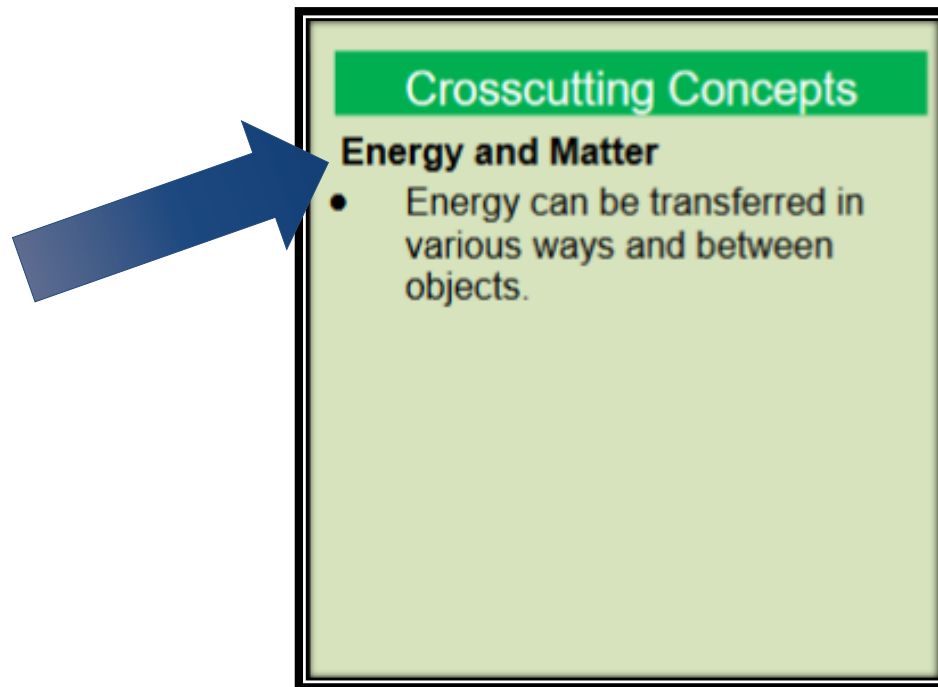 Crosscutting Concepts
Energy and Matter
• Energy can be transferred in
various ways and between
objects.